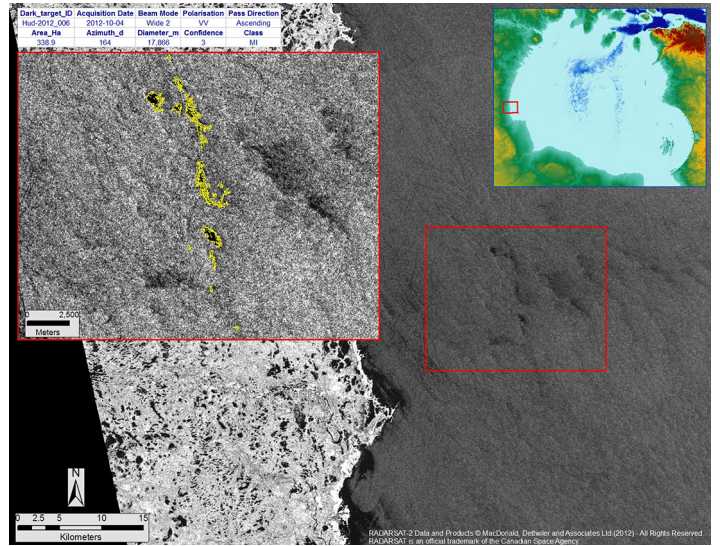 Dark_target_ID Acquisition Date Beam Mode Polarisation Pass Direction
Hud-2012_006 2012-10-04 Wide 2 VV Ascending
Area_Ha Azimuth_d Diameter_m Confidence Class
338.9 164 17,866 3 MI
0 2,500
Meters
N
0 2.5 5 10 15
Kilometers
RADARSAT-2 Data and Products © MacDonald, Dettwiler and Associates Ltd.(2012) - All Rights Reserved
RADARSAT is an official trademark of the Canadian Space Agency